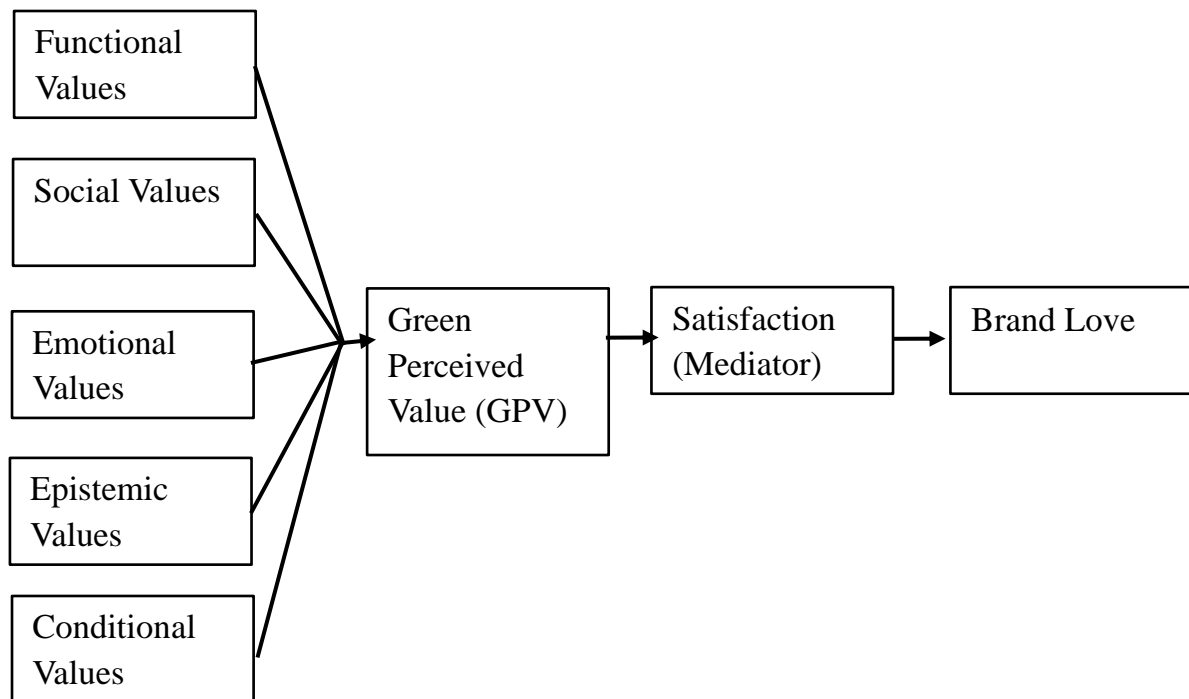 Functional
Values
Social Values
Emotional
Values
Epistemic
Values
Conditional
Values
Green
Perceived
Value (GPV)
Satisfaction
(Mediator)
Brand Love